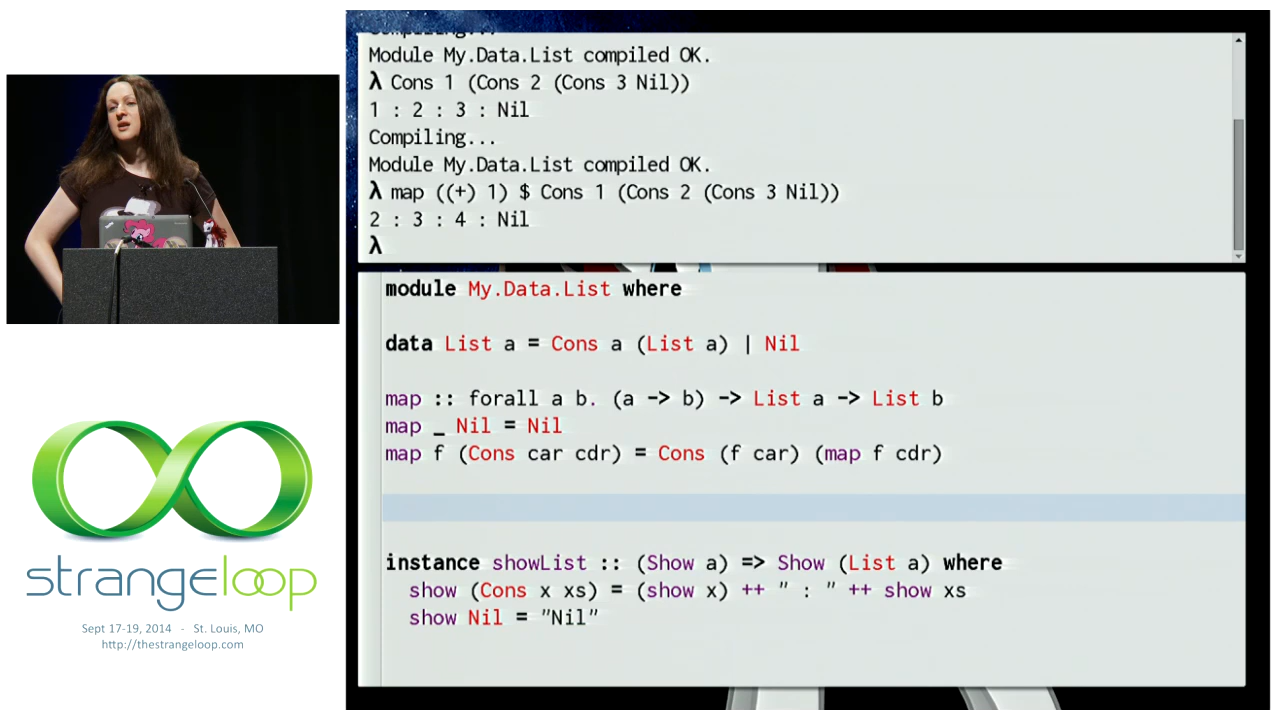 Compiling...
Module My.Data.List compiled OK.
λ Cons 1 (Cons 2 (Cons 3 Nil))
1 : 2 : 3 : Nil
Compiling...
Module My.Data.List compiled OK.
λ map ((+) 1) $ Cons 1 (Cons 2 (Cons 3 Nil))
2 : 3 : 4 : Nil
λ
module My.Data.List where
data List a = Cons a (List a) | Nil
map :: forall a b. (a -> b) -> List a -> List b
map _ Nil = Nil
map f (Cons car cdr) = Cons (f car) (map f cdr)
instance showList :: (Show a) => Show (List a) where
show (Cons x xs) = (show x) ++ " : " ++ show xs
show Nil = "Nil"
strangeloop
Sept 17-19, 2014 - St. Louis, MO
http://thestrangeloop.com